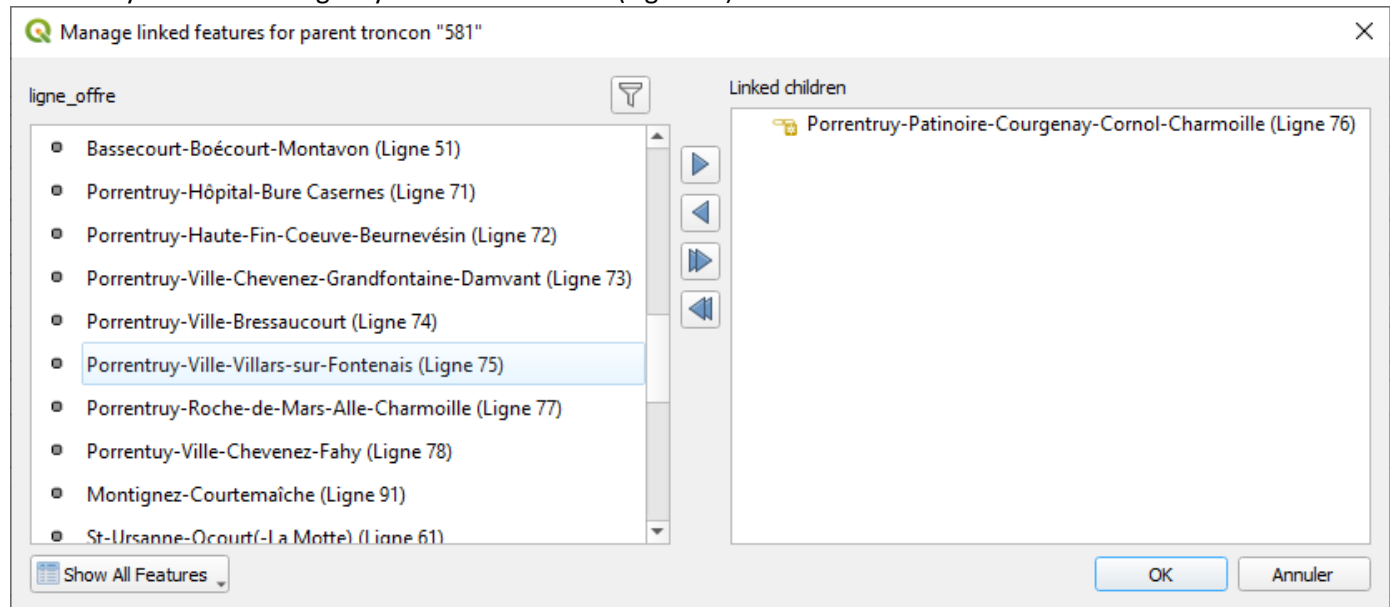 Manage linked features for parent troncon "581"
ligne_offre
Bassecourt-Boécourt-Montavon (Ligne 51)
Porrentruy-Hôpital-Bure Casernes (Ligne 71)
Porrentruy-Haute-Fin-Coeuve-Beurnevésin (Ligne 72)
Porrentruy-Ville-Chevenez-Grandfontaine-Damvant (Ligne 73)
Porrentruy-Ville-Bressaucourt (Ligne 74)
Porrentruy-Ville-Villars-sur-Fontenais (Ligne 75)
Porrentruy-Roche-de-Mars-Alle-Charmoille (Ligne 77)
Porrentuy-Ville-Chevenez-Fahy (Ligne 78)
Montignez-Courtemaîche (Ligne 91)
St-Ursanne-Ocourt(-La Motte) (Ligne 61)
Show All Features
Linked children
Porrentruy-Patinoire-Courgenay-Cornol-Charmoille (Ligne 76)
OK
Annuler